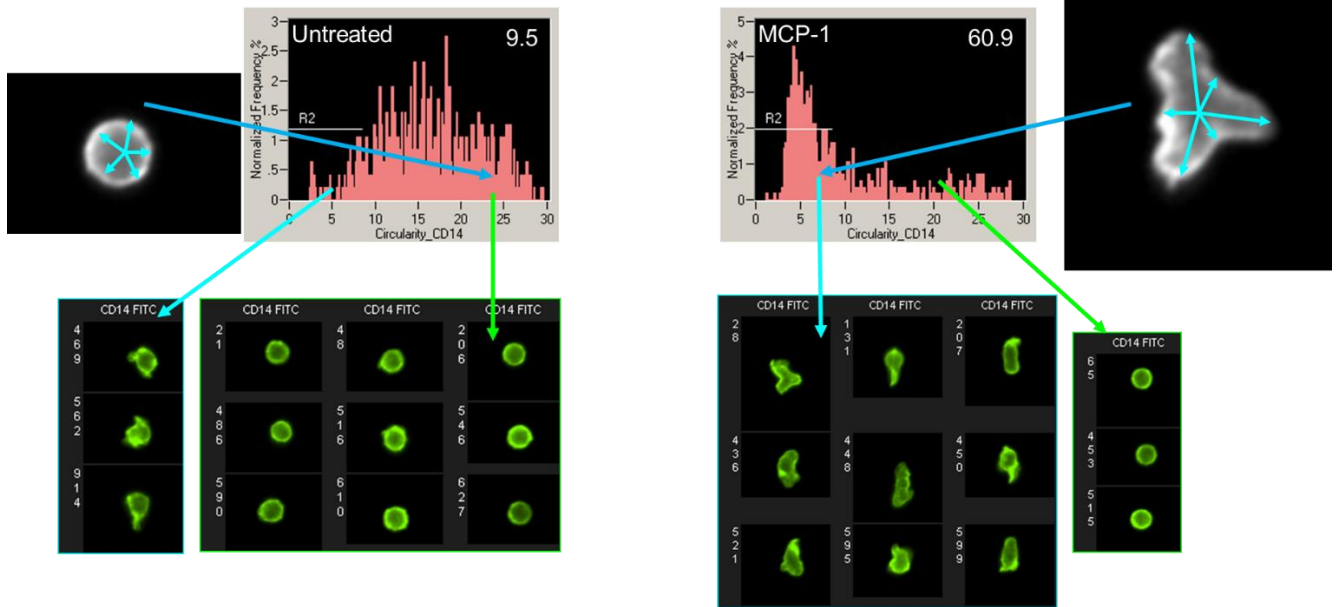 Untreated 9.5
Normalized Frequency %
3
2.5
2
1.5
1
.5
0
R2
0 5 10 15 20 25 30
Circularity_CD14
MCP-1 60.9
Normalized Frequency %
5
4
3
2
1
0
R2
0 5 10 15 20 25 30
Circularity_CD14
CD14 FITC
469
562
914
CD14 FITC CD14 FITC CD14 FITC
21 48 206
486 516 546
590 610 627
CD14 FITC CD14 FITC CD14 FITC
28 131 207
436 448 450
521 595 599
CD14 FITC
65
453
515